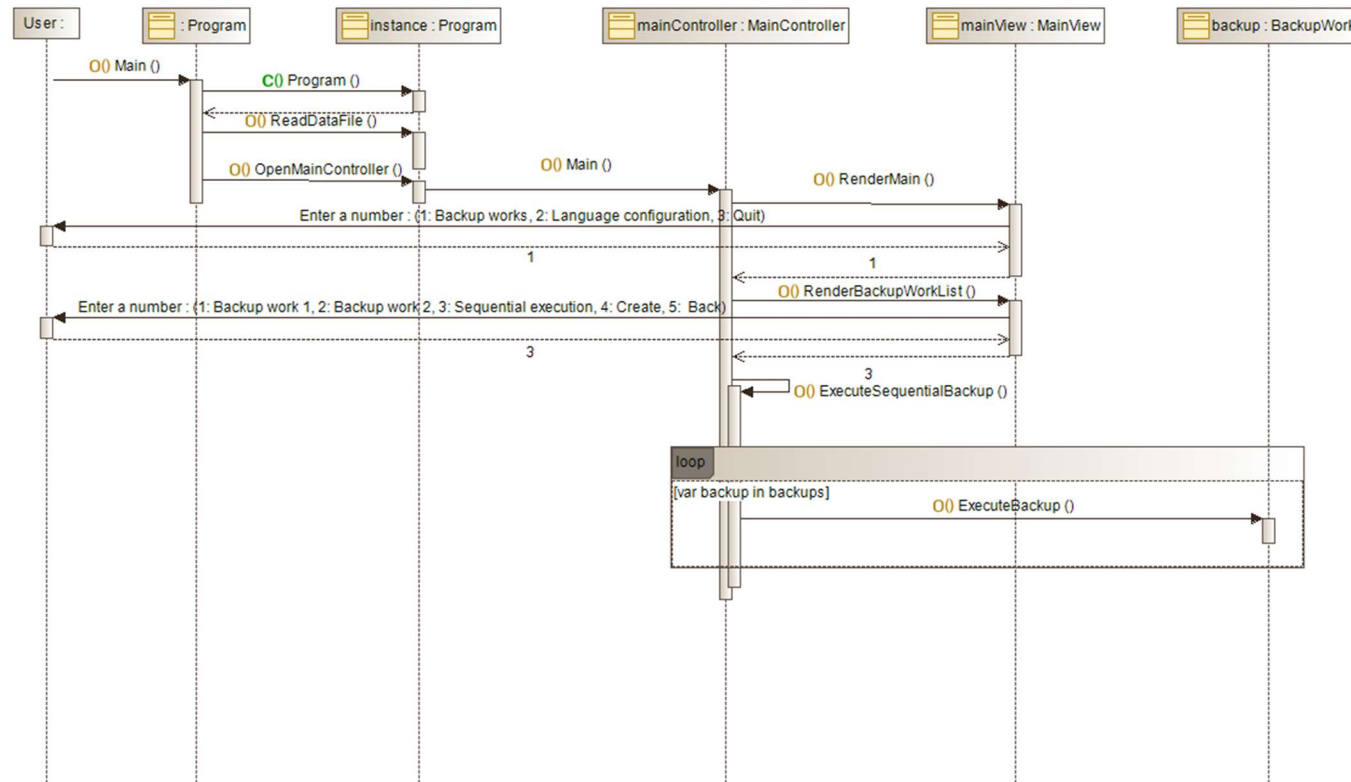 User :
: Program
instance : Program
mainController : MainController
mainView : MainView
backup : BackupWork
O() Main ()
C() Program ()
O() ReadDataFile ()
O() OpenMainController ()
O() Main ()
O() RenderMain ()
Enter a number : (1: Backup works, 2: Language configuration, 3: Quit)
1
1
O() RenderBackupWorkList ()
Enter a number : (1: Backup work 1, 2: Backup work 2, 3: Sequential execution, 4: Create, 5: Back)
3
3
O() ExecuteSequentialBackup ()
loop
[var backup in backups]
O() ExecuteBackup ()